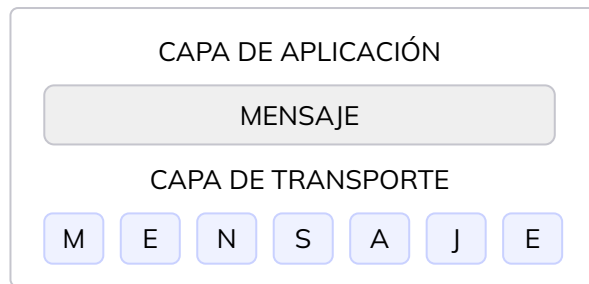 CAPA DE APLICACIÓN
MENSAJE
CAPA DE TRANSPORTE
M E N S A J E